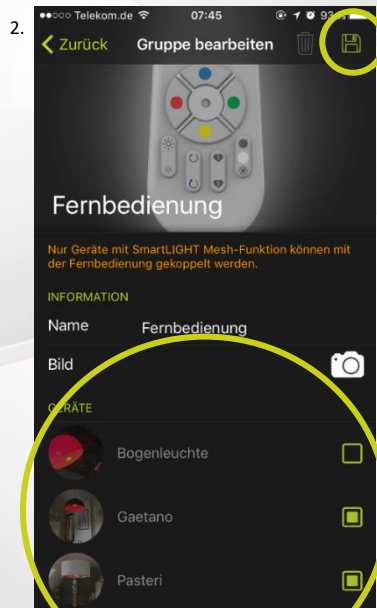 2.
Telekom.de 07:45
Zurück Gruppe bearbeiten
Fernbedienung
Nur Geräte mit SmartLIGHT Mesh-Funktion können mit
der Fernbedienung gekoppelt werden.
INFORMATION
Name Fernbedienung
Bild
GERÄTE
Bogenleuchte
Gaetano
Pasteri